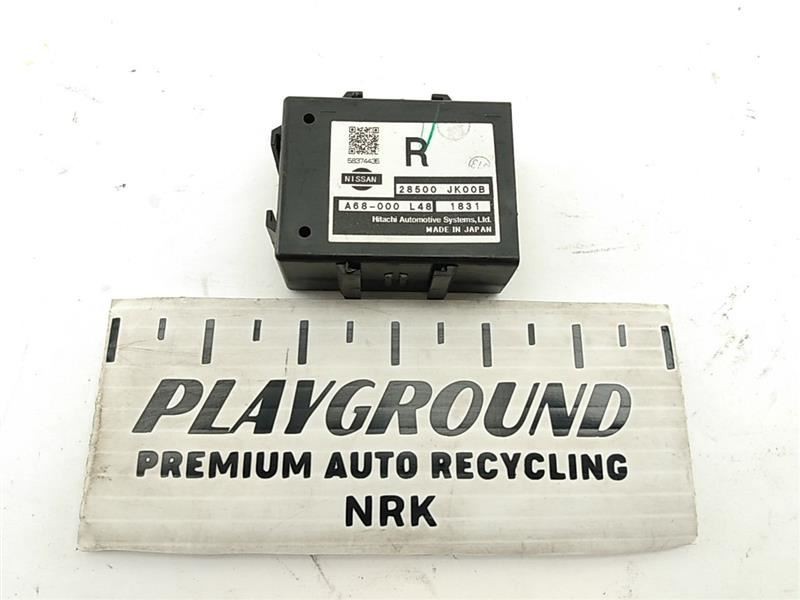 58374436
R
NISSAN
28500 JK00B
A68-000 L48 1831
Hitachi Automotive Systems, Ltd.
MADE IN JAPAN
PLAYGROUND
PREMIUM AUTO RECYCLING
NRK